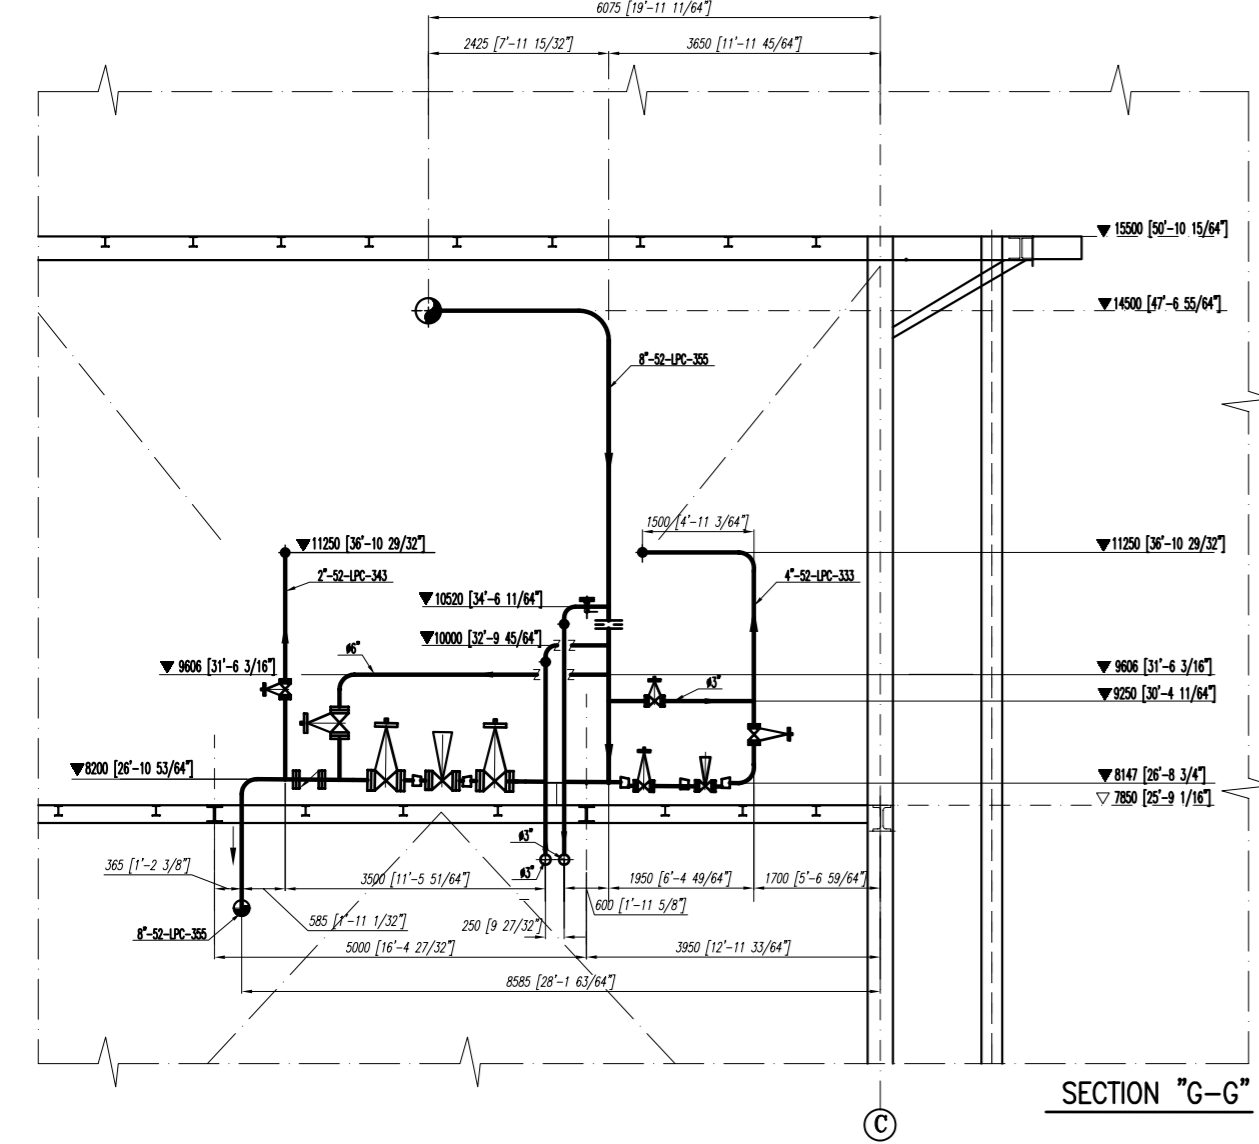 6075 [19'-11 11/64"]
2425 [7'-11 15/32"]
3650 [11'-11 45/64"]
15500 [50'-10 15/64"]
14500 [47'-6 55/64"]
8"-52-LPC-355
1500 [4'-11 3/64"]
11250 [36'-10 29/32"]
11250 [36'-10 29/32"]
2"-52-LPC-343
4"-52-LPC-333
10520 [34'-6 11/64"]
10000 [32'-9 45/64"]
ø6"
9606 [31'-6 3/16"]
9606 [31'-6 3/16"]
ø3"
9250 [30'-4 11/64"]
8200 [26'-10 53/64"]
8147 [26'-8 3/4"]
7850 [25'-9 1/16"]
ø3"
365 [1'-2 3/8"]
ø3"
3500 [11'-5 51/64"]
1950 [6'-4 49/64"]
1700 [5'-6 59/64"]
600 [1'-11 5/8"]
585 [1'-11 1/32"]
250 [9 27/32"]
8"-52-LPC-355
5000 [16'-4 27/32"]
3950 [12'-11 33/64"]
8585 [28'-1 63/64"]
SECTION "G-G"
C